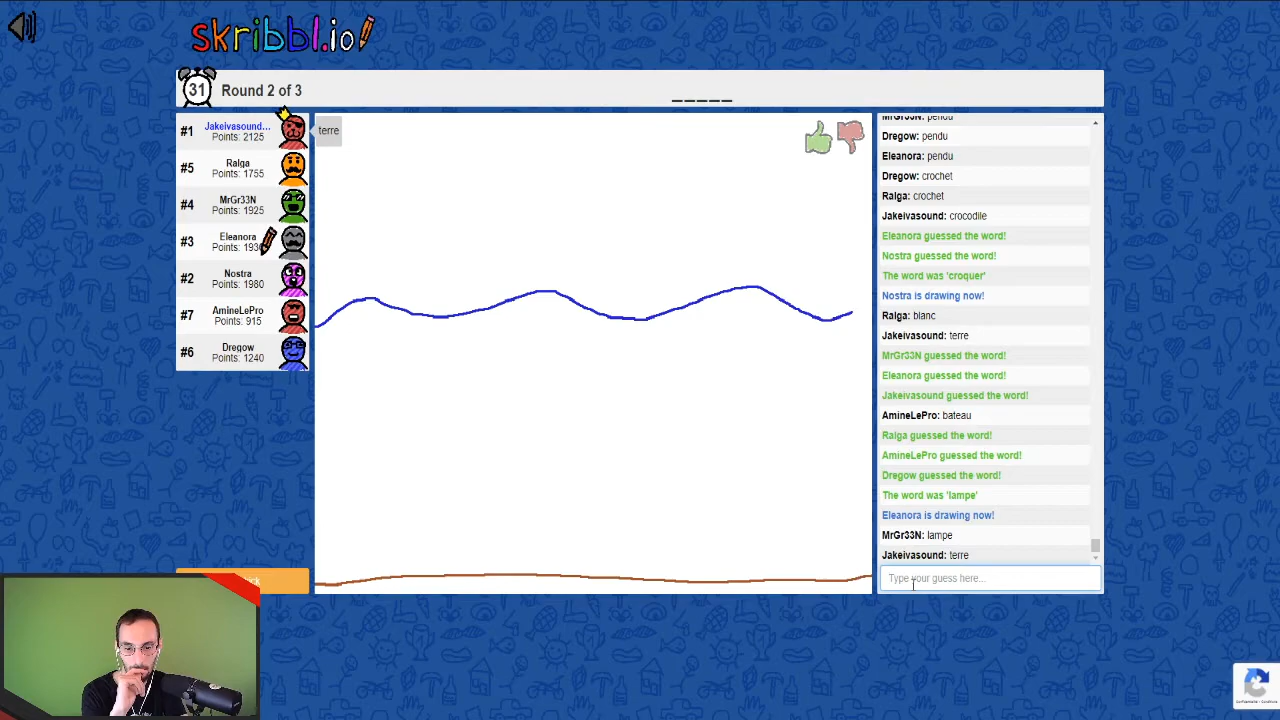 skribbl.io
31
Round 2 of 3
_____
#1
Jakeivasound...
Points: 2125
#5
Ralga
Points: 1755
#4
MrGr33N
Points: 1925
#3
Eleanora
Points: 193
#2
Nostra
Points: 1980
#7
AmineLePro
Points: 915
#6
Dregow
Points: 1240
terre
MrGr33N: pendu
Dregow: pendu
Eleanora: pendu
Dregow: crochet
Ralga: crochet
Jakeivasound: crocodile
Eleanora guessed the word!
Nostra guessed the word!
The word was 'croquer'
Nostra is drawing now!
Ralga: blanc
Jakeivasound: terre
MrGr33N guessed the word!
Eleanora guessed the word!
Jakeivasound guessed the word!
AmineLePro: bateau
Ralga guessed the word!
AmineLePro guessed the word!
Dregow guessed the word!
The word was 'lampe'
Eleanora is drawing now!
MrGr33N: lampe
Jakeivasound: terre
Type your guess here...